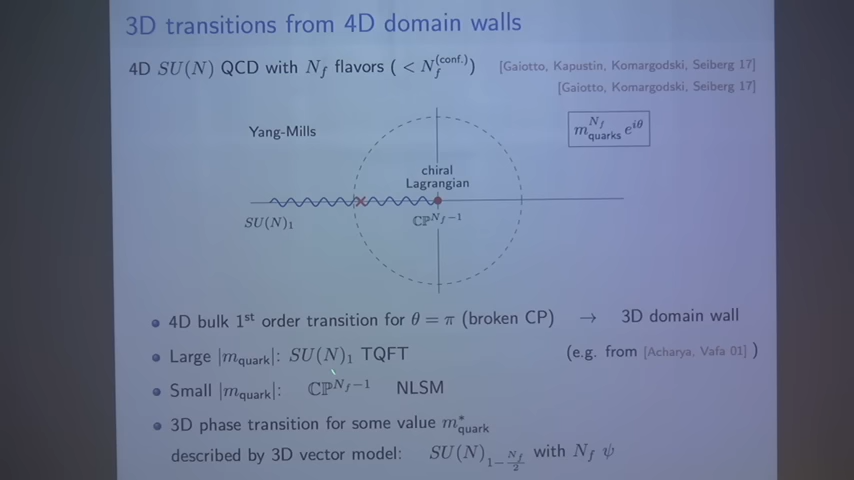 3D transitions from 4D domain walls
4D SU(N) QCD with N_f flavors ( < N_f^(conf.) ) [Gaiotto, Kapustin, Komargodski, Seiberg 17]
[Gaiotto, Komargodski, Seiberg 17]
Yang-Mills
m_quarks^{N_f} e^{iθ}
chiral
Lagrangian
SU(N)_1
ℂℙ^{N_f−1}
• 4D bulk 1st order transition for θ = π (broken CP) → 3D domain wall
• Large |m_quark|: SU(N)_1 TQFT (e.g. from [Acharya, Vafa 01] )
• Small |m_quark|: ℂℙ^{N_f−1} NLSM
• 3D phase transition for some value m*_quark
described by 3D vector model: SU(N)_{1−N_f/2} with N_f ψ